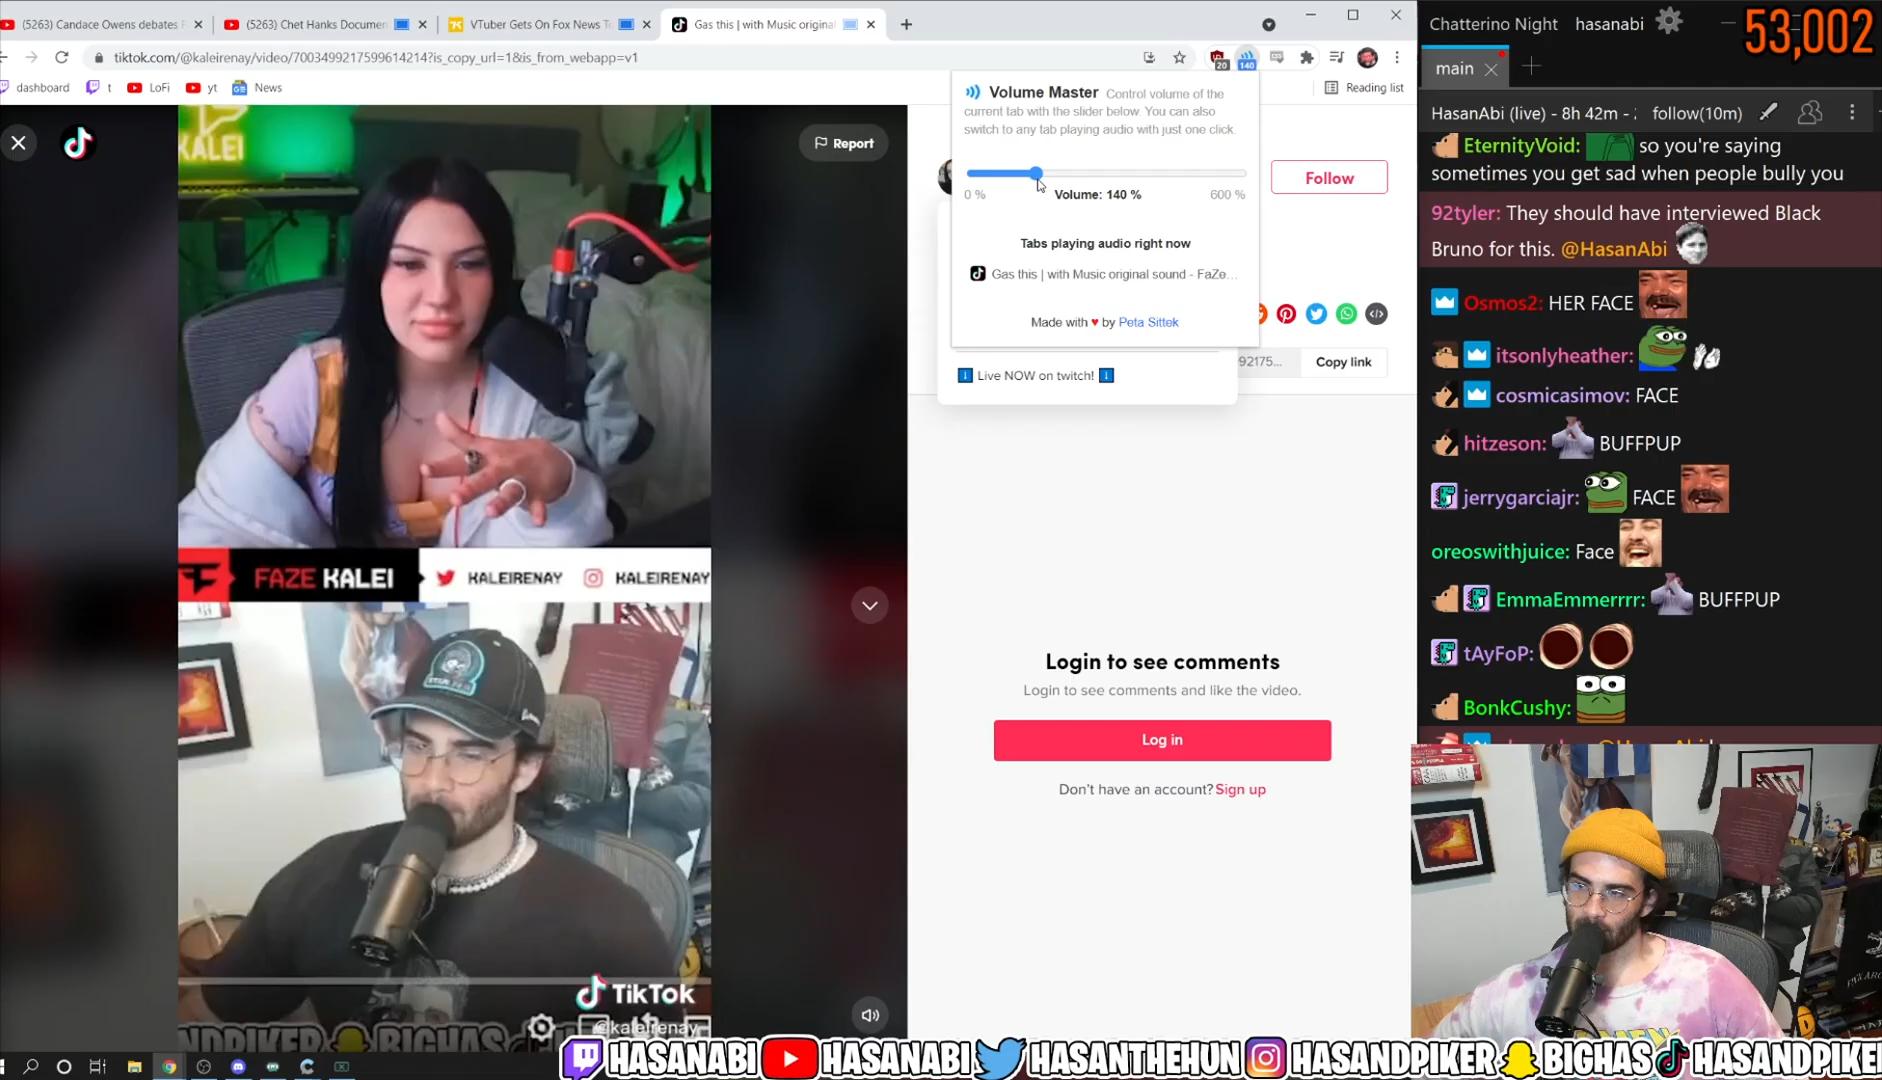 (5263) Candace Owens debates F
(5263) Chet Hanks Documen
VTuber Gets On Fox News T
Gas this | with Music original
tiktok.com/@kaleirenay/video/7003499217599614214?is_copy_url=1&is_from_webapp=v1
20
140
dashboard
t
LoFi
yt
News
Reading list
KALEI
Report
Volume Master Control volume of the
current tab with the slider below. You can also
switch to any tab playing audio with just one click.
0 %
Volume: 140 %
600 %
Tabs playing audio right now
Gas this | with Music original sound - FaZe...
Made with ♥ by Peta Sittek
Follow
92175...
Copy link
Live NOW on twitch!
FAZE KALEI
KALEIRENAY
KALEIRENAY
Login to see comments
Login to see comments and like the video.
Log in
Don't have an account? Sign up
TikTok
@kaleirenay
NDPIKER
BIGHAS
Chatterino Night
hasanabi
53,002
main
HasanAbi (live) - 8h 42m -
follow(10m)
EternityVoid: so you're saying
sometimes you get sad when people bully you
92tyler: They should have interviewed Black
Bruno for this. @HasanAbi
Osmos2: HER FACE
itsonlyheather:
cosmicasimov: FACE
hitzeson: BUFFPUP
jerrygarciajr: FACE
oreoswithjuice: Face
EmmaEmmerrrr: BUFFPUP
tAyFoP:
BonkCushy:
HASANABI
HASANABI
HASANTHEHUN
HASANDPIKER
BIGHAS
HASANDPIKE